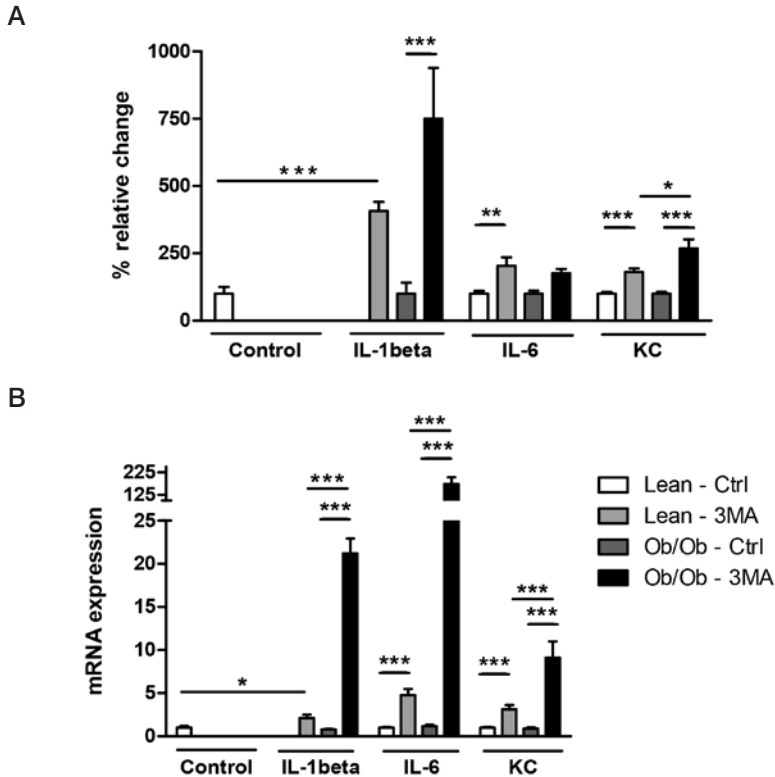 A
% relative change
1000
750
500
250
0
***
***
**
***
*
***
Control IL-1beta IL-6 KC
B
mRNA expression
225
125
25
20
15
10
5
0
*
***
***
***
***
***
***
***
***
Control IL-1beta IL-6 KC
Lean - Ctrl
Lean - 3MA
Ob/Ob - Ctrl
Ob/Ob - 3MA